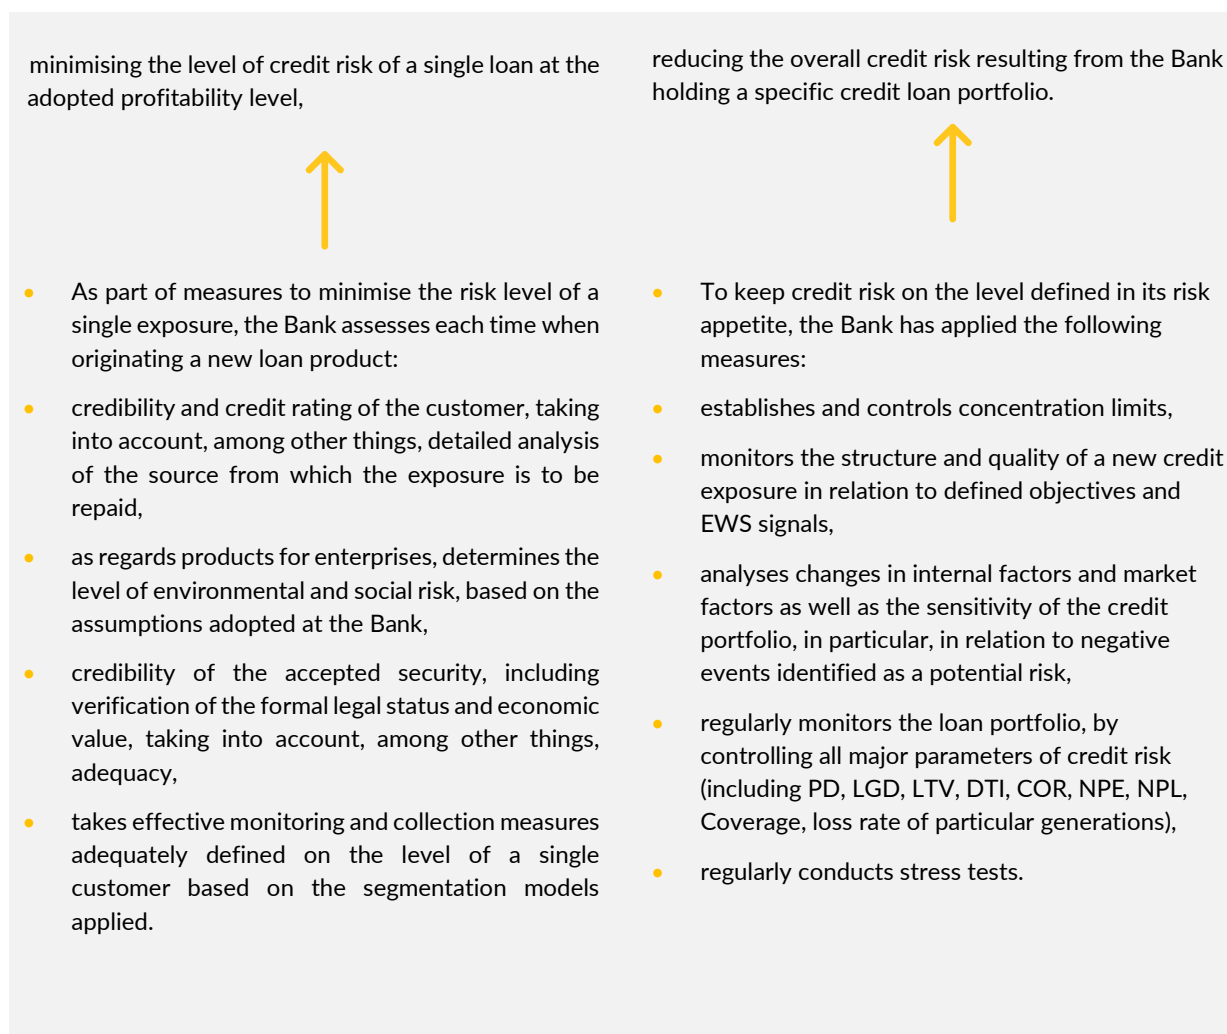 minimising the level of credit risk of a single loan at the
adopted profitability level,
• As part of measures to minimise the risk level of a
single exposure, the Bank assesses each time when
originating a new loan product:
• credibility and credit rating of the customer, taking
into account, among other things, detailed analysis
of the source from which the exposure is to be
repaid,
• as regards products for enterprises, determines the
level of environmental and social risk, based on the
assumptions adopted at the Bank,
• credibility of the accepted security, including
verification of the formal legal status and economic
value, taking into account, among other things,
adequacy,
• takes effective monitoring and collection measures
adequately defined on the level of a single
customer based on the segmentation models
applied.
reducing the overall credit risk resulting from the Bank
holding a specific credit loan portfolio.
• To keep credit risk on the level defined in its risk
appetite, the Bank has applied the following
measures:
• establishes and controls concentration limits,
• monitors the structure and quality of a new credit
exposure in relation to defined objectives and
EWS signals,
• analyses changes in internal factors and market
factors as well as the sensitivity of the credit
portfolio, in particular, in relation to negative
events identified as a potential risk,
• regularly monitors the loan portfolio, by
controlling all major parameters of credit risk
(including PD, LGD, LTV, DTI, COR, NPE, NPL,
Coverage, loss rate of particular generations),
• regularly conducts stress tests.